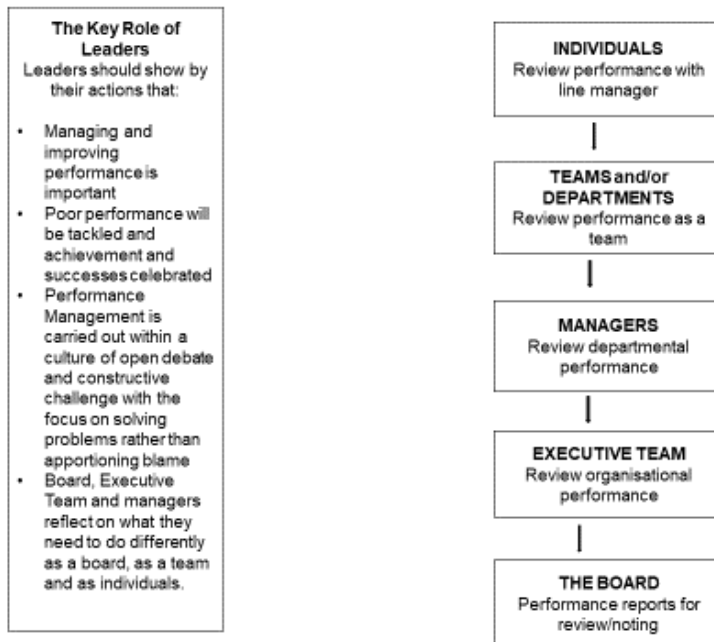 The Key Role of
Leaders
Leaders should show by
their actions that:
• Managing and
improving
performance is
important
• Poor performance will
be tackled and
achievement and
successes celebrated
• Performance
Management is
carried out within a
culture of open debate
and constructive
challenge with the
focus on solving
problems rather than
apportioning blame
• Board, Executive
Team and managers
reflect on what they
need to do differently
as a board, as a team
and as individuals.
INDIVIDUALS
Review performance with
line manager
TEAMS and/or
DEPARTMENTS
Review performance as a
team
MANAGERS
Review departmental
performance
EXECUTIVE TEAM
Review organisational
performance
THE BOARD
Performance reports for
review/noting